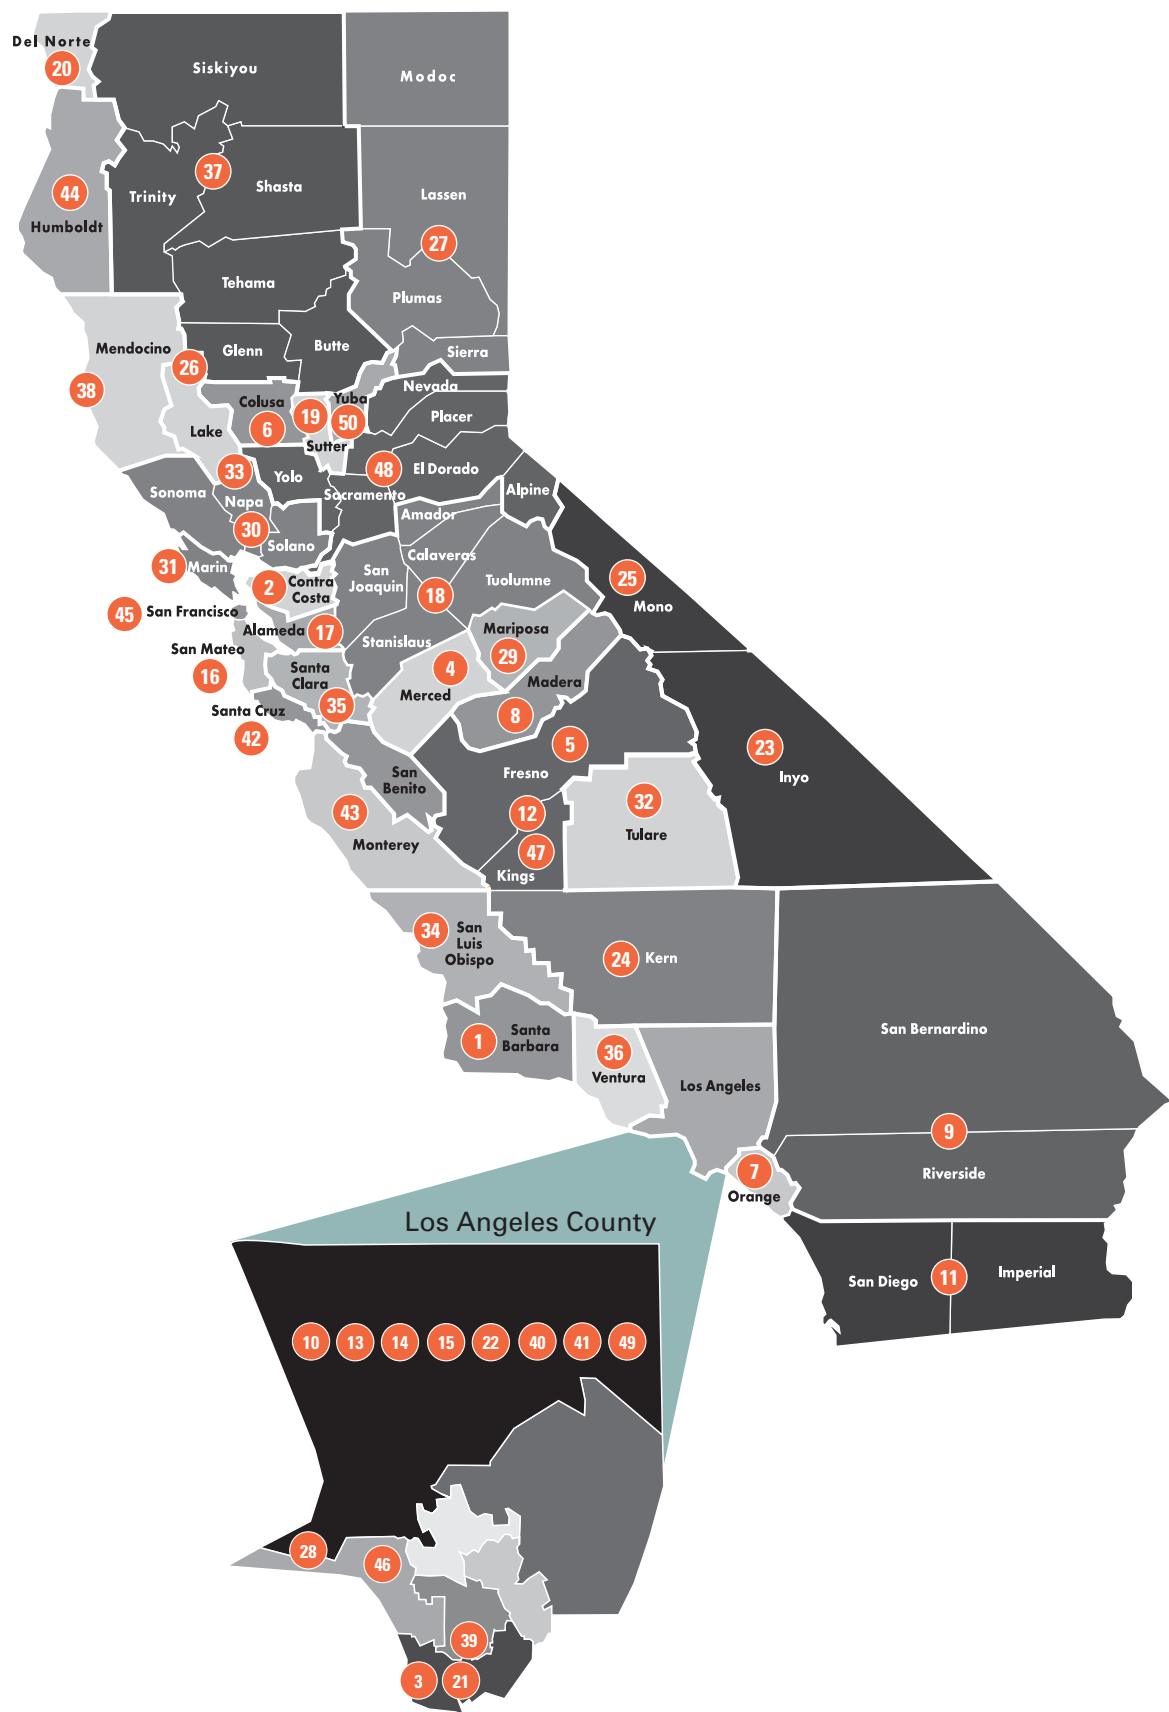 Del Norte
20
Siskiyou
Modoc
37
44
Trinity
Shasta
Lassen
Humboldt
27
Tehama
Plumas
Mendocino
Glenn
Butte
Sierra
26
38
Nevada
Colusa
Yuba
19
Placer
6
50
Lake
Sutter
33
Yolo
48
El Dorado
Sonoma
Napa
Sacramento
Alpine
30
Amador
Solano
Calaveras
31
Marin
San
Joaquin
Tuolumne
25
2
Contra
Costa
18
Mono
45
San Francisco
Alameda
17
Mariposa
Stanislaus
29
San Mateo
16
Santa
Clara
4
Merced
Madera
35
Santa Cruz
8
42
5
23
Inyo
San
Benito
Fresno
43
12
32
Monterey
Tulare
47
Kings
34
San
Luis
Obispo
24
Kern
1
Santa
Barbara
36
Ventura
San Bernardino
Los Angeles
9
7
Riverside
Orange
Los Angeles County
San Diego
11
Imperial
10
13
14
15
22
40
41
49
28
46
39
3
21